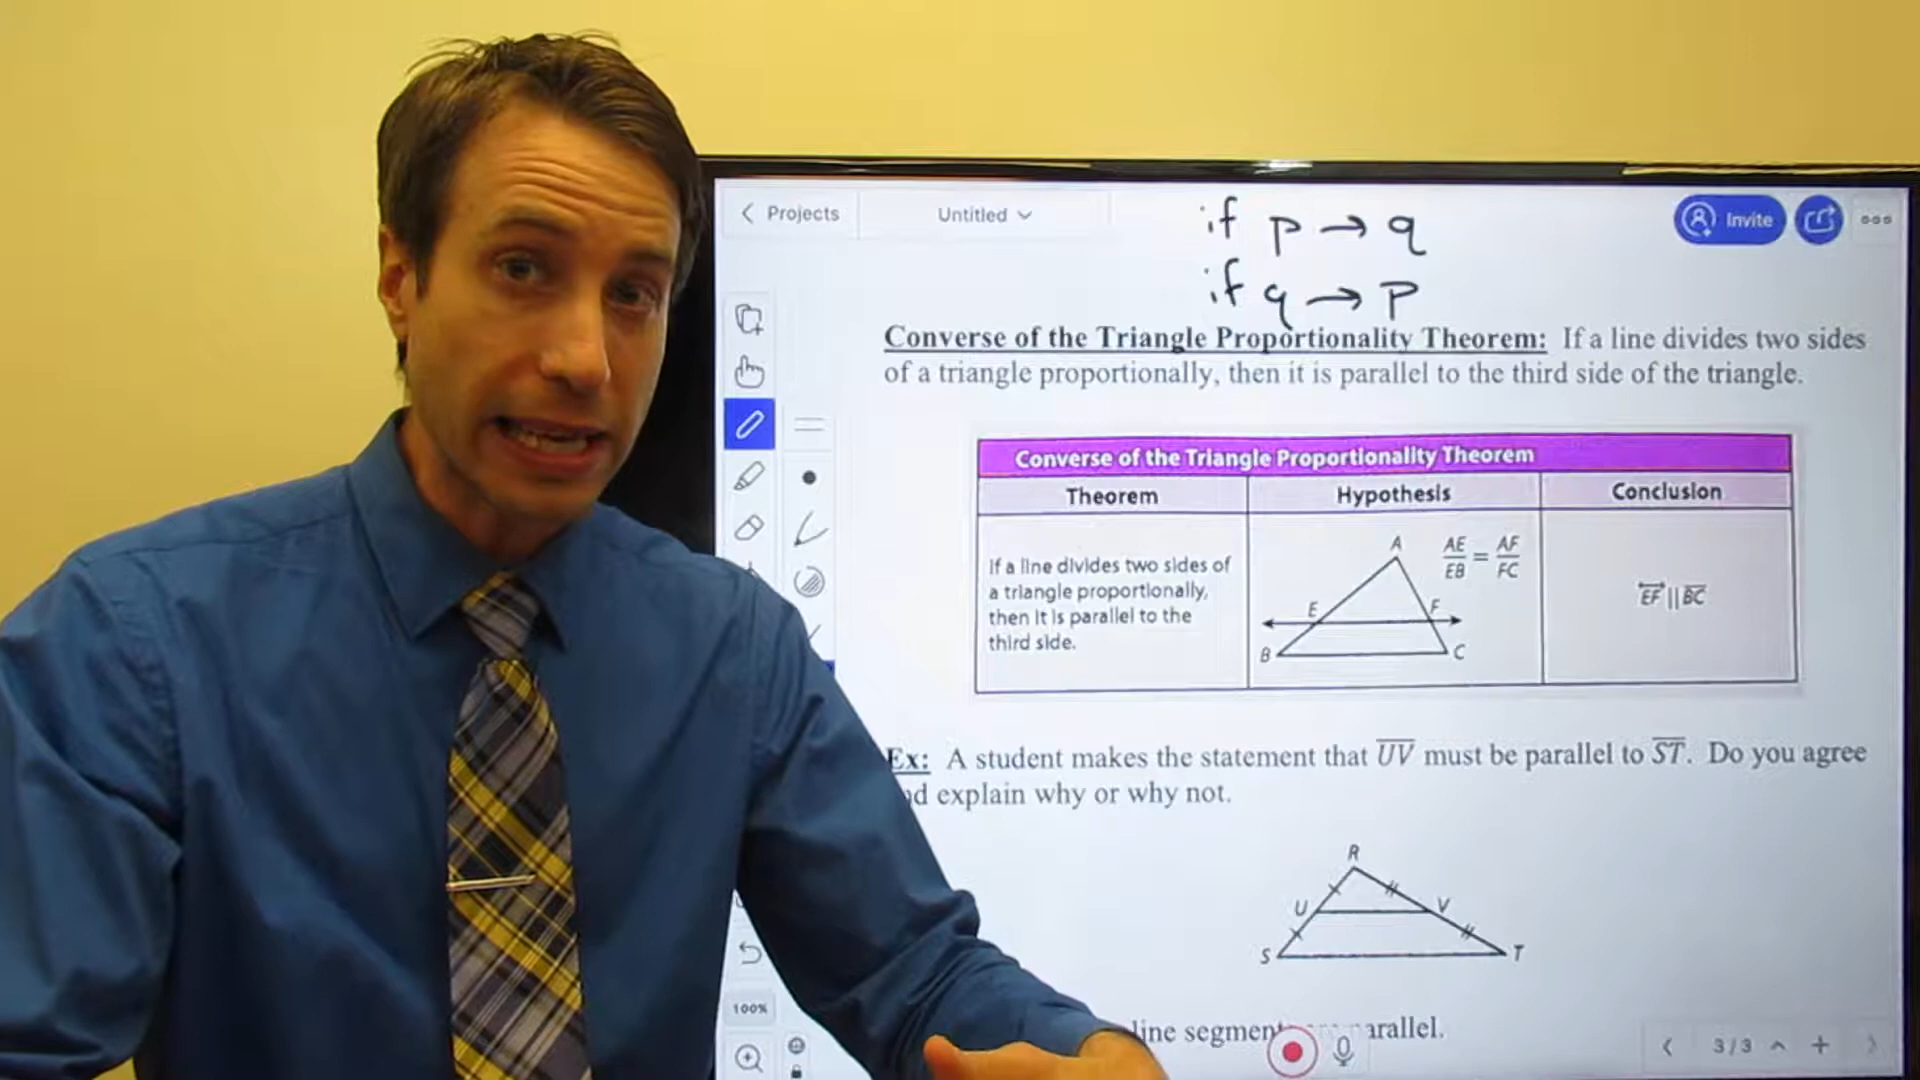 Projects
Untitled
if p → q
if q → p
Invite
Converse of the Triangle Proportionality Theorem: If a line divides two sides
of a triangle proportionally, then it is parallel to the third side of the triangle.
Converse of the Triangle Proportionality Theorem
Theorem Hypothesis Conclusion
If a line divides two sides of
a triangle proportionally,
then it is parallel to the
third side.
A
AE/EB = AF/FC
E F
B C
EF || BC
Ex: A student makes the statement that UV must be parallel to ST. Do you agree
explain why or why not.
R
U V
S T
100%
line parallel.
3/3